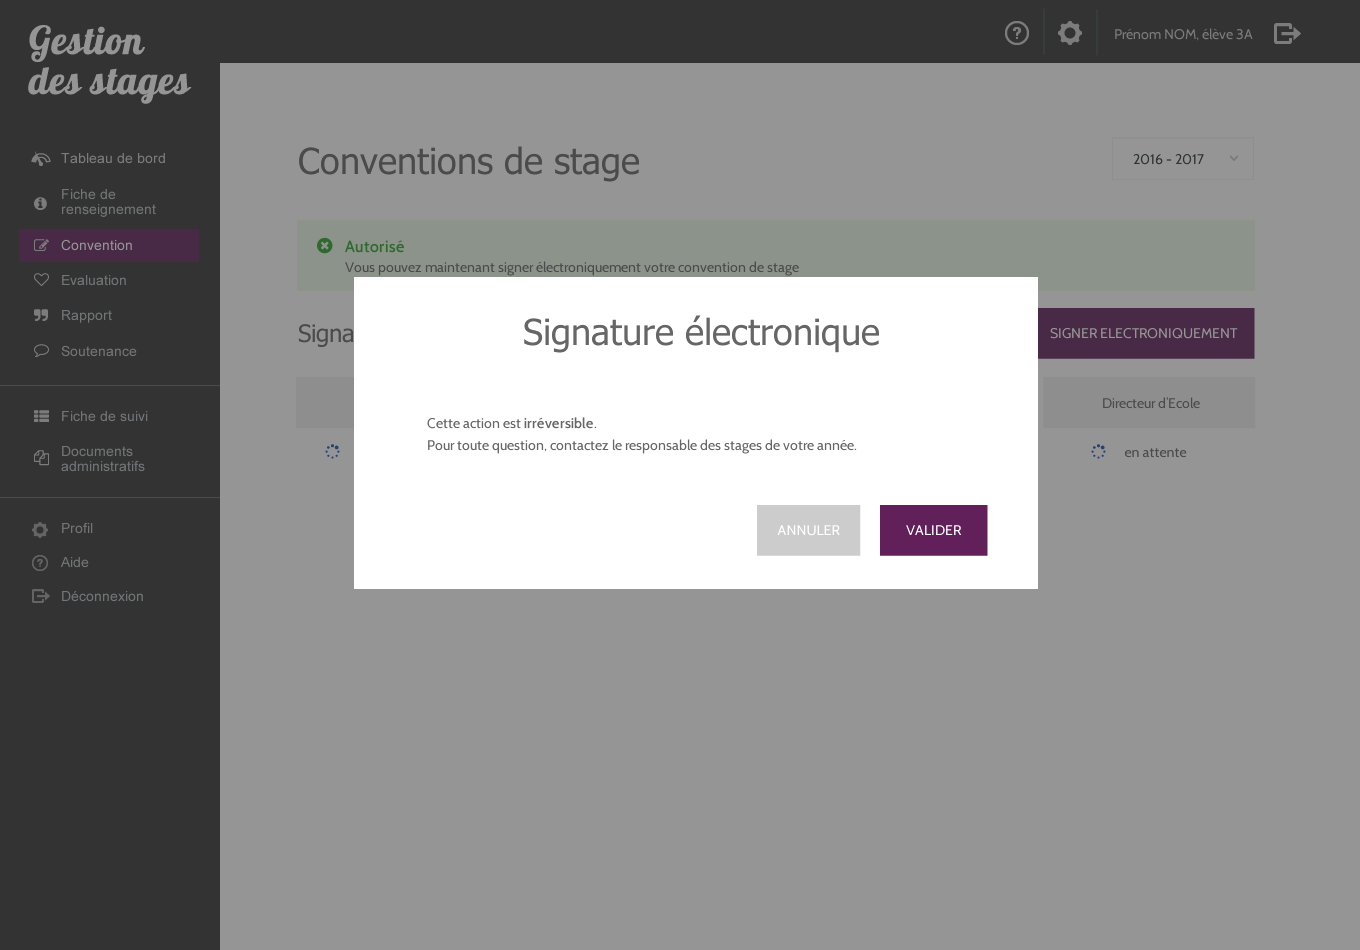 Gestion
des stages
Prénom NOM, élève 3A
Tableau de bord
Fiche de
renseignement
Convention
Evaluation
Rapport
Soutenance
Fiche de suivi
Documents
administratifs
Profil
Aide
Déconnexion
Conventions de stage
2016 - 2017
Autorisé
Vous pouvez maintenant signer électroniquement votre convention de stage
Signa
SIGNER ELECTRONIQUEMENT
Directeur d'Ecole
en attente
Signature électronique
Cette action est irréversible.
Pour toute question, contactez le responsable des stages de votre année.
ANNULER
VALIDER